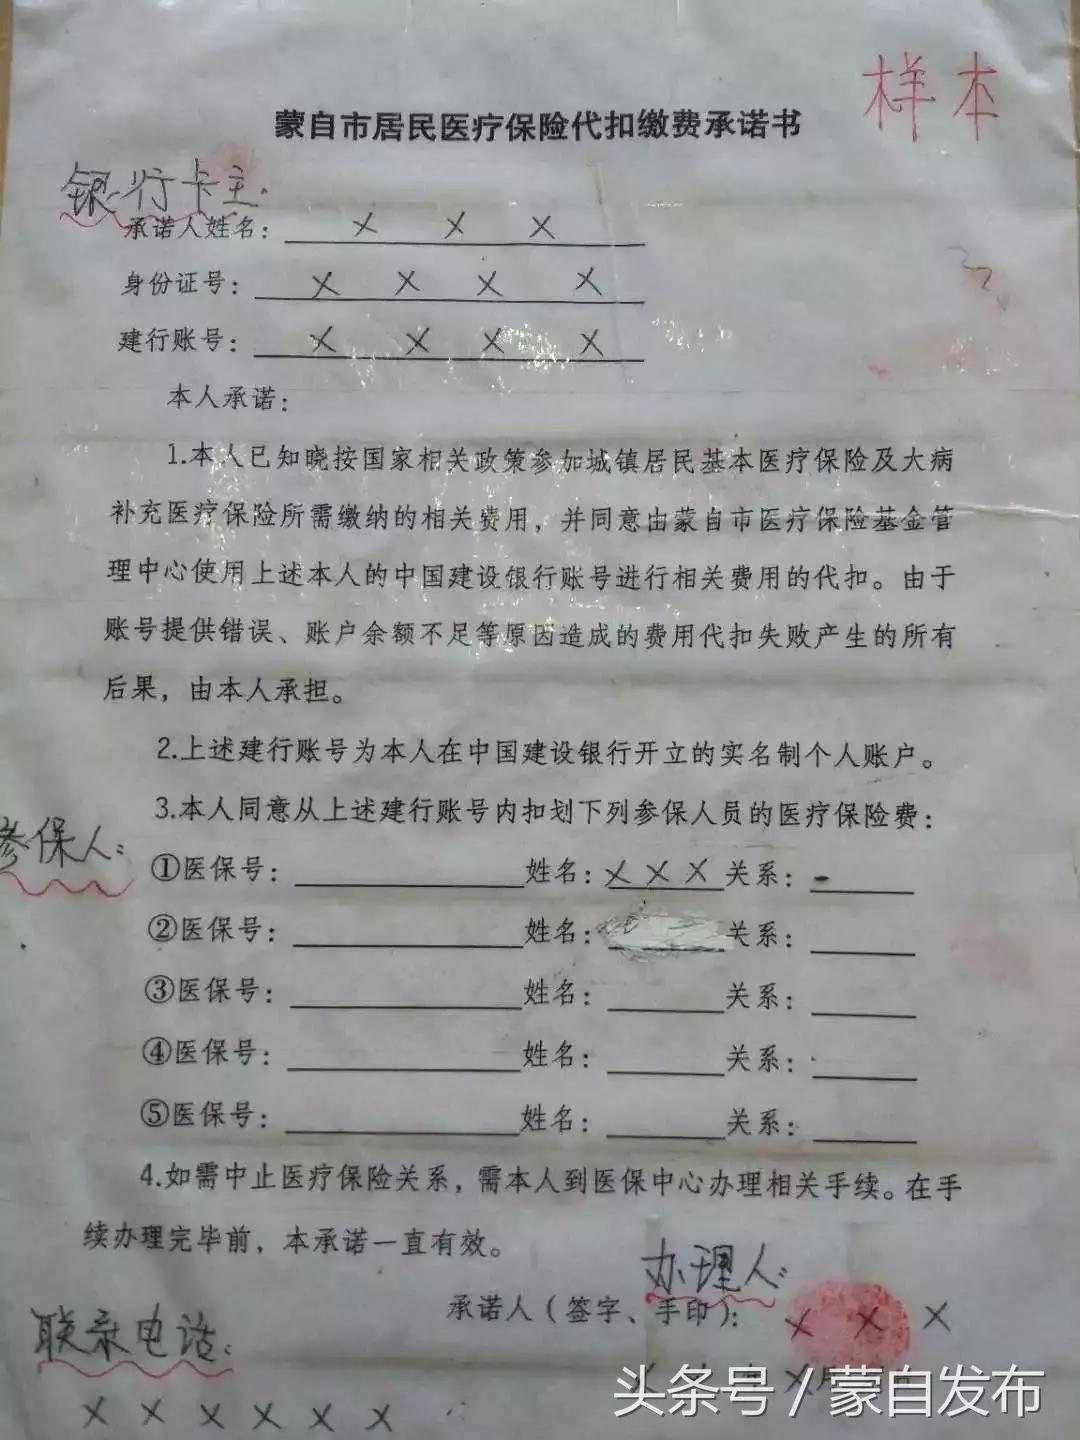 样本
蒙自市居民医疗保险代扣缴费承诺书
银行卡主.
承诺人姓名: X X X
身份证号: X X X X
建行账号: X X X X
本人承诺:
1.本人已知晓按国家相关政策参加城镇居民基本医疗保险及大病
补充医疗保险所需缴纳的相关费用，并同意由蒙自市医疗保险基金管
理中心使用上述本人的中国建设银行账号进行相关费用的代扣。由于
账号提供错误、账户余额不足等原因造成的费用代扣失败产生的所有
后果，由本人承担。
2.上述建行账号为本人在中国建设银行开立的实名制个人账户。
3.本人同意从上述建行账号内扣划下列参保人员的医疗保险费:
参保人:
①医保号: 姓名: X X X 关系:
②医保号: 姓名: 关系:
③医保号: 姓名: 关系:
④医保号: 姓名: 关系:
⑤医保号: 姓名: 关系:
4.如需中止医疗保险关系，需本人到医保中心办理相关手续。在手
续办理完毕前，本承诺一直有效。
办理人:
承诺人（签字、手印）: X X X
联系电话:
X X X X X X
头条号/蒙自发布